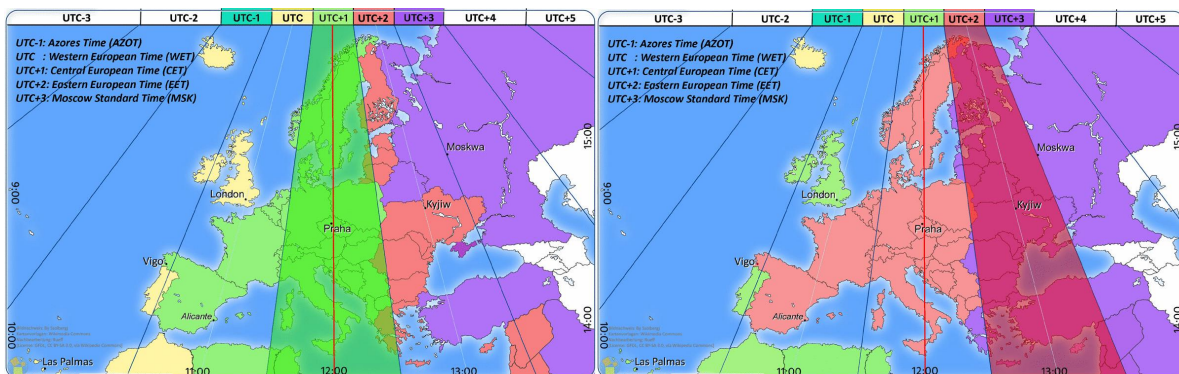 UTC-3 UTC-2 UTC-1 UTC UTC+1 UTC+2 UTC+3 UTC+4 UTC+5
UTC-1: Azores Time (AZOT)
UTC : Western European Time (WET)
UTC+1: Central European Time (CET)
UTC+2: Eastern European Time (EET)
UTC+3: Moscow Standard Time (MSK)
15:00
Moskwa
London
9:00
Kyjiw
Praha
Vigo
Alicante
14:00
10:00
Las Palmas
11:00
12:00
13:00
UTC-3 UTC-2 UTC-1 UTC UTC+1 UTC+2 UTC+3 UTC+4 UTC+5
UTC-1: Azores Time (AZOT)
UTC : Western European Time (WET)
UTC+1: Central European Time (CET)
UTC+2: Eastern European Time (EET)
UTC+3: Moscow Standard Time (MSK)
15:00
Moskwa
London
9:00
Kyjiw
Praha
Vigo
Alicante
14:00
10:00
Las Palmas
11:00
12:00
13:00